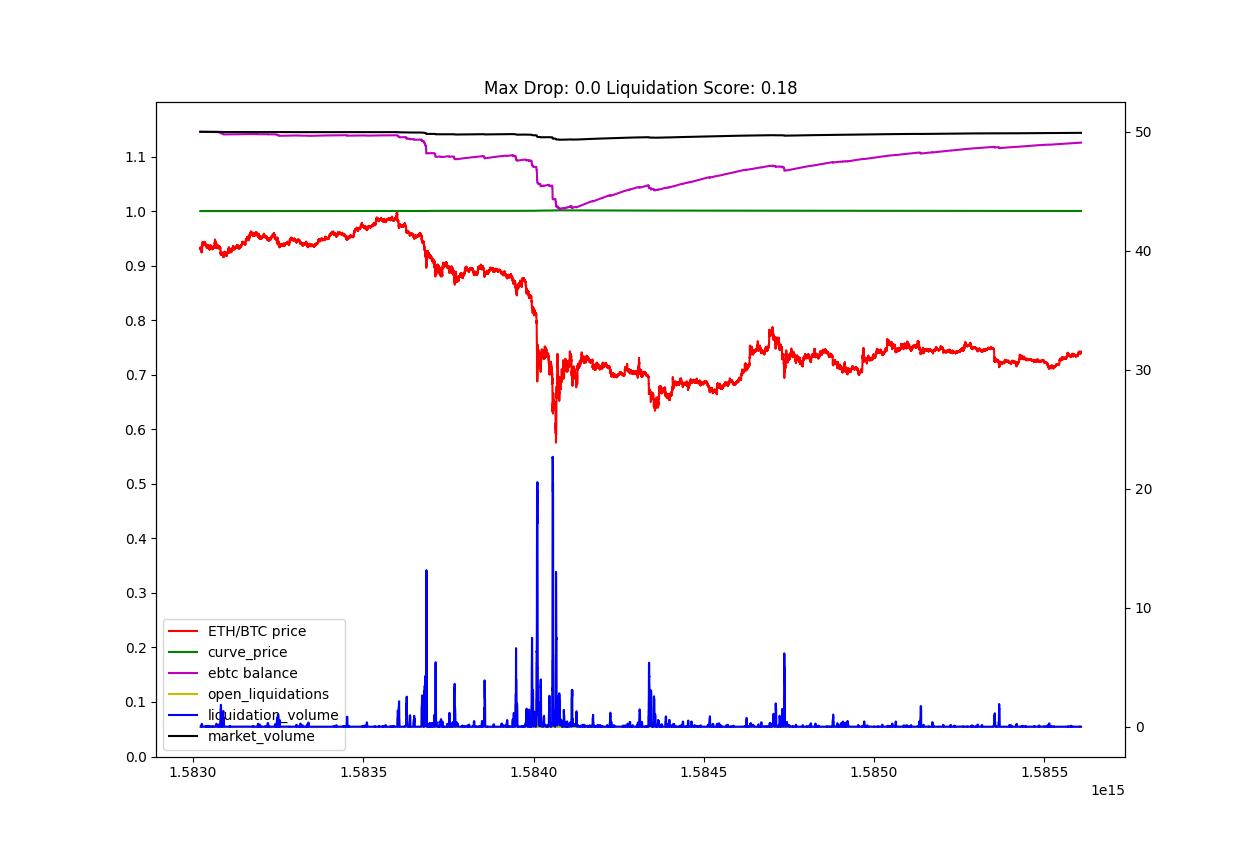 Max Drop: 0.0 Liquidation Score: 0.18
1.1
1.0
0.9
0.8
0.7
0.6
0.5
0.4
0.3
0.2
0.1
0.0
50
40
30
20
10
0
ETH/BTC price
curve_price
ebtc balance
open_liquidations
liquidation_volume
market_volume
1.5830 1.5835 1.5840 1.5845 1.5850 1.5855
1e15